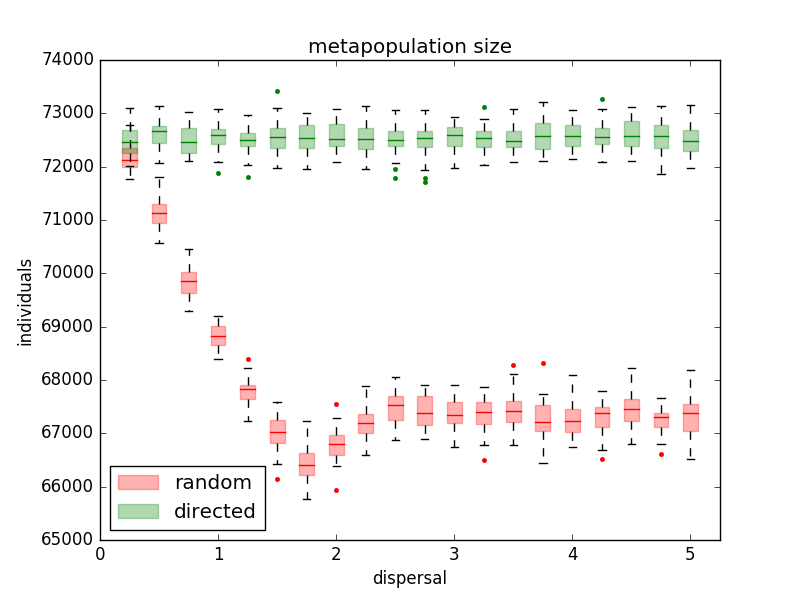 metapopulation size
74000
73000
72000
71000
70000
69000
68000
67000
66000
65000
individuals
random
directed
0 1 2 3 4 5
dispersal